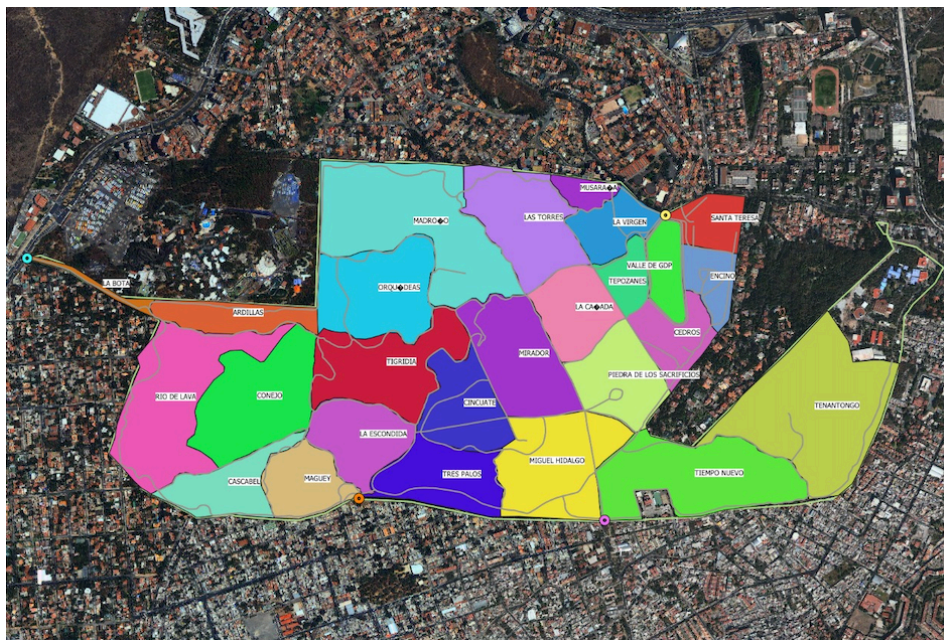 MUSARA�A
MADRO�O
LAS TORRES
LA VIRGEN
SANTA TERESA
VALLE DE GDP
ENCINO
TEPOZANES
LA BOTA
ORQU�DEAS
ARDILLAS
LA CA�ADA
CEDROS
MIRADOR
TIGRIDIA
PIEDRA DE LOS SACRIFICIOS
RIO DE LAVA
CONEJO
CINCUATE
TENANTONGO
LA ESCONDIDA
MIGUEL HIDALGO
TIEMPO NUEVO
TRES PALOS
MAGUEY
CASCABEL